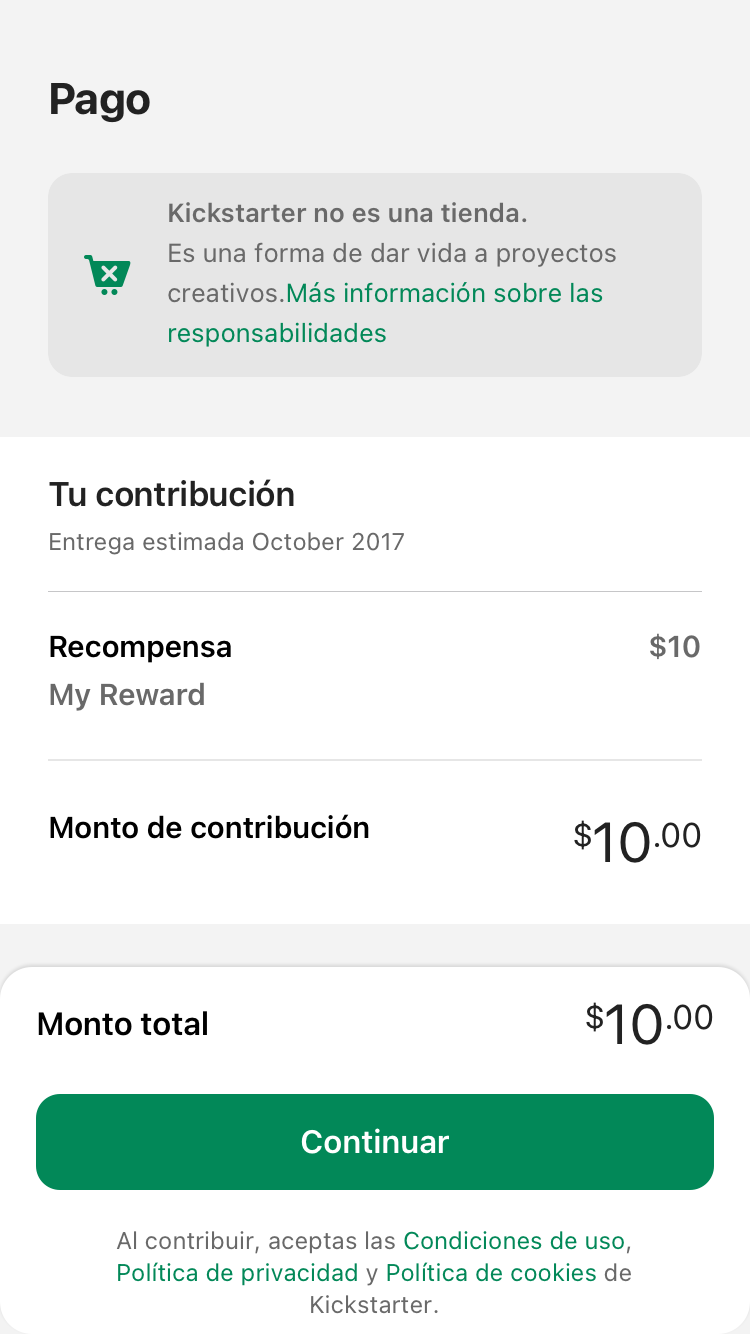 Pago
Kickstarter no es una tienda.
Es una forma de dar vida a proyectos
creativos.Más información sobre las
responsabilidades
Tu contribución
Entrega estimada October 2017
Recompensa $10
My Reward
Monto de contribución $10.00
Monto total $10.00
Continuar
Al contribuir, aceptas las Condiciones de uso,
Política de privacidad y Política de cookies de
Kickstarter.